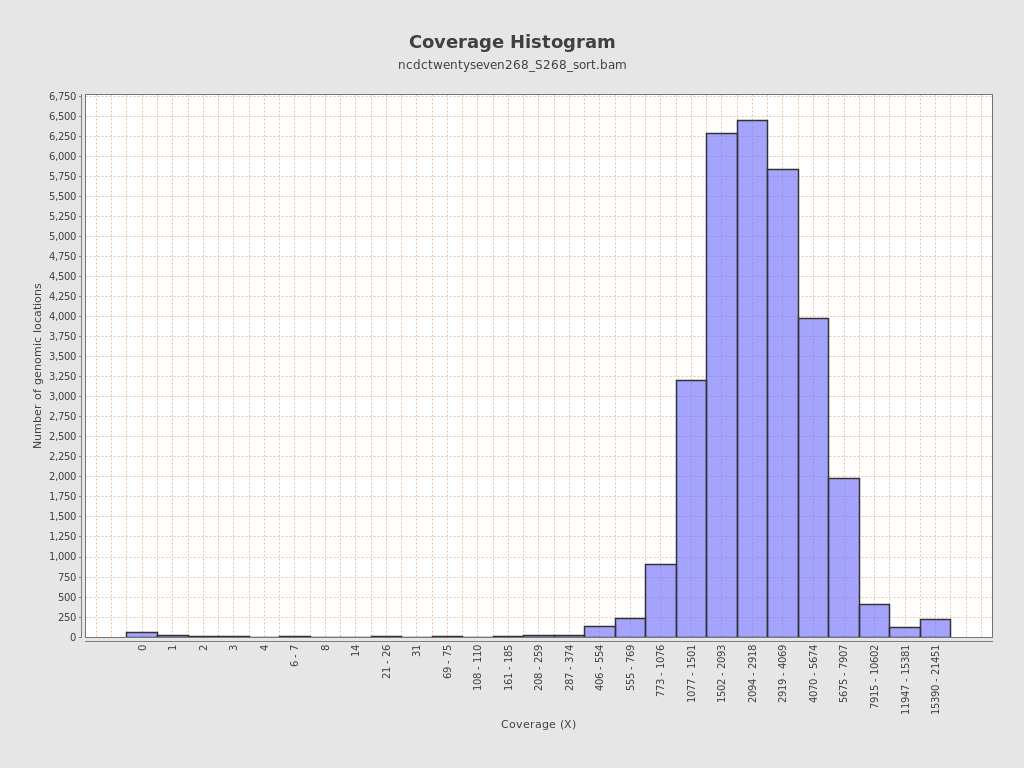 Coverage Histogram
ncdctwentyseven268_S268_sort.bam
Number of genomic locations
6,750
6,500
6,250
6,000
5,750
5,500
5,250
5,000
4,750
4,500
4,250
4,000
3,750
3,500
3,250
3,000
2,750
2,500
2,250
2,000
1,750
1,500
1,250
1,000
750
500
250
0
0
1
2
3
4
6 - 7
8
14
21 - 26
31
69 - 75
108 - 110
161 - 185
208 - 259
287 - 374
406 - 554
555 - 769
773 - 1076
1077 - 1501
1502 - 2093
2094 - 2918
2919 - 4069
4070 - 5674
5675 - 7907
7915 - 10602
11947 - 15381
15390 - 21451
Coverage (X)